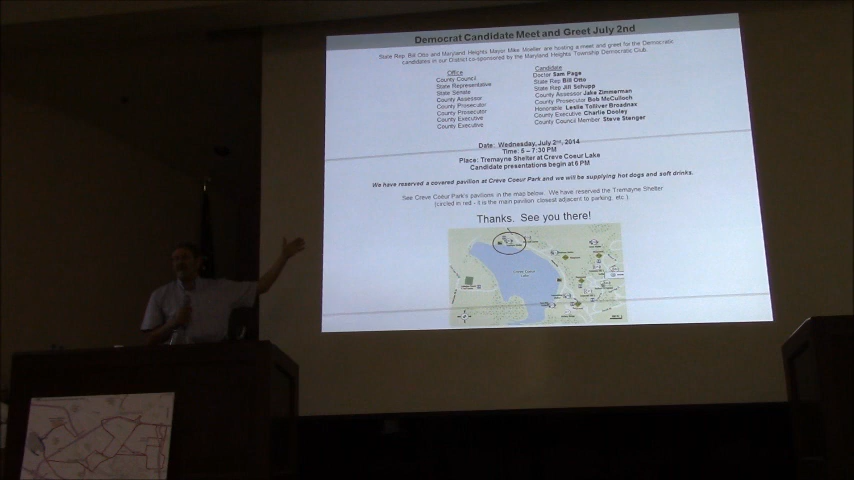 Democrat Candidate Meet and Greet July 2nd
State Rep. Bill Otto and Maryland Heights Mayor Mike Moeller are hosting a meet and greet for the Democratic
candidates in our District co-sponsored by the Maryland Heights Township Democratic Club.
Office Candidate
County Council Doctor Sam Page
State Representative State Rep Bill Otto
State Senate State Rep Jill Schupp
County Assessor County Assessor Jake Zimmerman
County Prosecutor County Prosecutor Bob McCulloch
County Prosecutor Honorable Leslie Tolliver Broadnax
County Executive County Executive Charlie Dooley
County Executive County Council Member Steve Stenger
Date: Wednesday, July 2nd, 2014
Time: 5 – 7:30 PM
Place: Tremayne Shelter at Creve Coeur Lake
Candidate presentations begin at 6 PM
We have reserved a covered pavilion at Creve Coeur Park and we will be supplying hot dogs and soft drinks.
See Creve Coeur Park's pavilions in the map below. We have reserved the Tremayne Shelter
(circled in red - it is the main pavilion closest adjacent to parking, etc.)
Thanks. See you there!
Creve Coeur
Lake